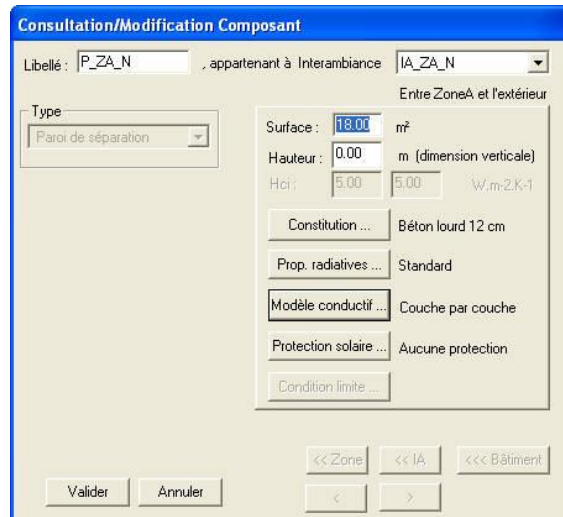 Consultation/Modification Composant
Libellé : P_ZA_N , appartenant à Interambiance IA_ZA_N
Entre ZoneA et l'extérieur
Type
Paroi de séparation
Surface : 18.00 m²
Hauteur : 0.00 m (dimension verticale)
Hci : 5.00 5.00 W.m-2.K-1
Constitution ... Béton lourd 12 cm
Prop. radiatives ... Standard
Modèle conductif ... Couche par couche
Protection solaire ... Aucune protection
Condition limite ...
<< Zone << IA <<< Bâtiment
Valider Annuler < >